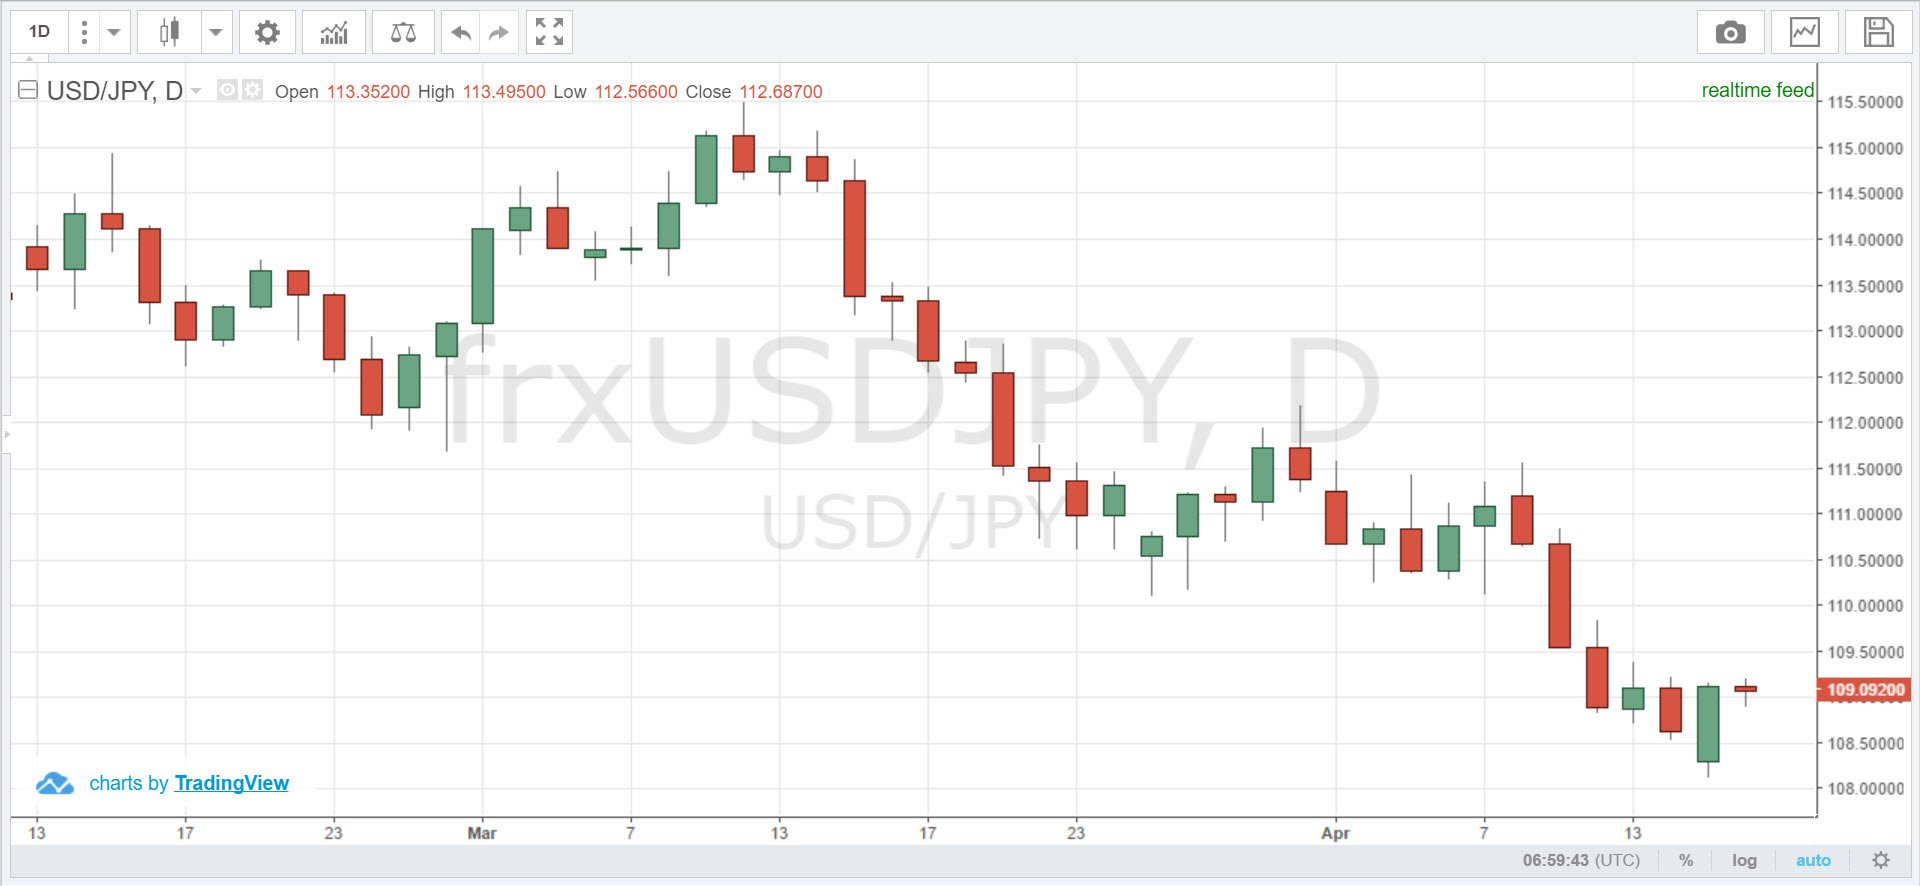 1D
USD/JPY, D Open 113.35200 High 113.49500 Low 112.56600 Close 112.68700
realtime feed
115.50000
115.00000
114.50000
114.00000
113.50000
113.00000
112.50000
112.00000
111.50000
111.00000
110.50000
110.00000
109.50000
109.09200
108.50000
108.00000
frxUSDJPY, D
USD/JPY
charts by TradingView
13 17 23 Mar 7 13 17 23 Apr 7 13
06:59:43 (UTC) % log auto